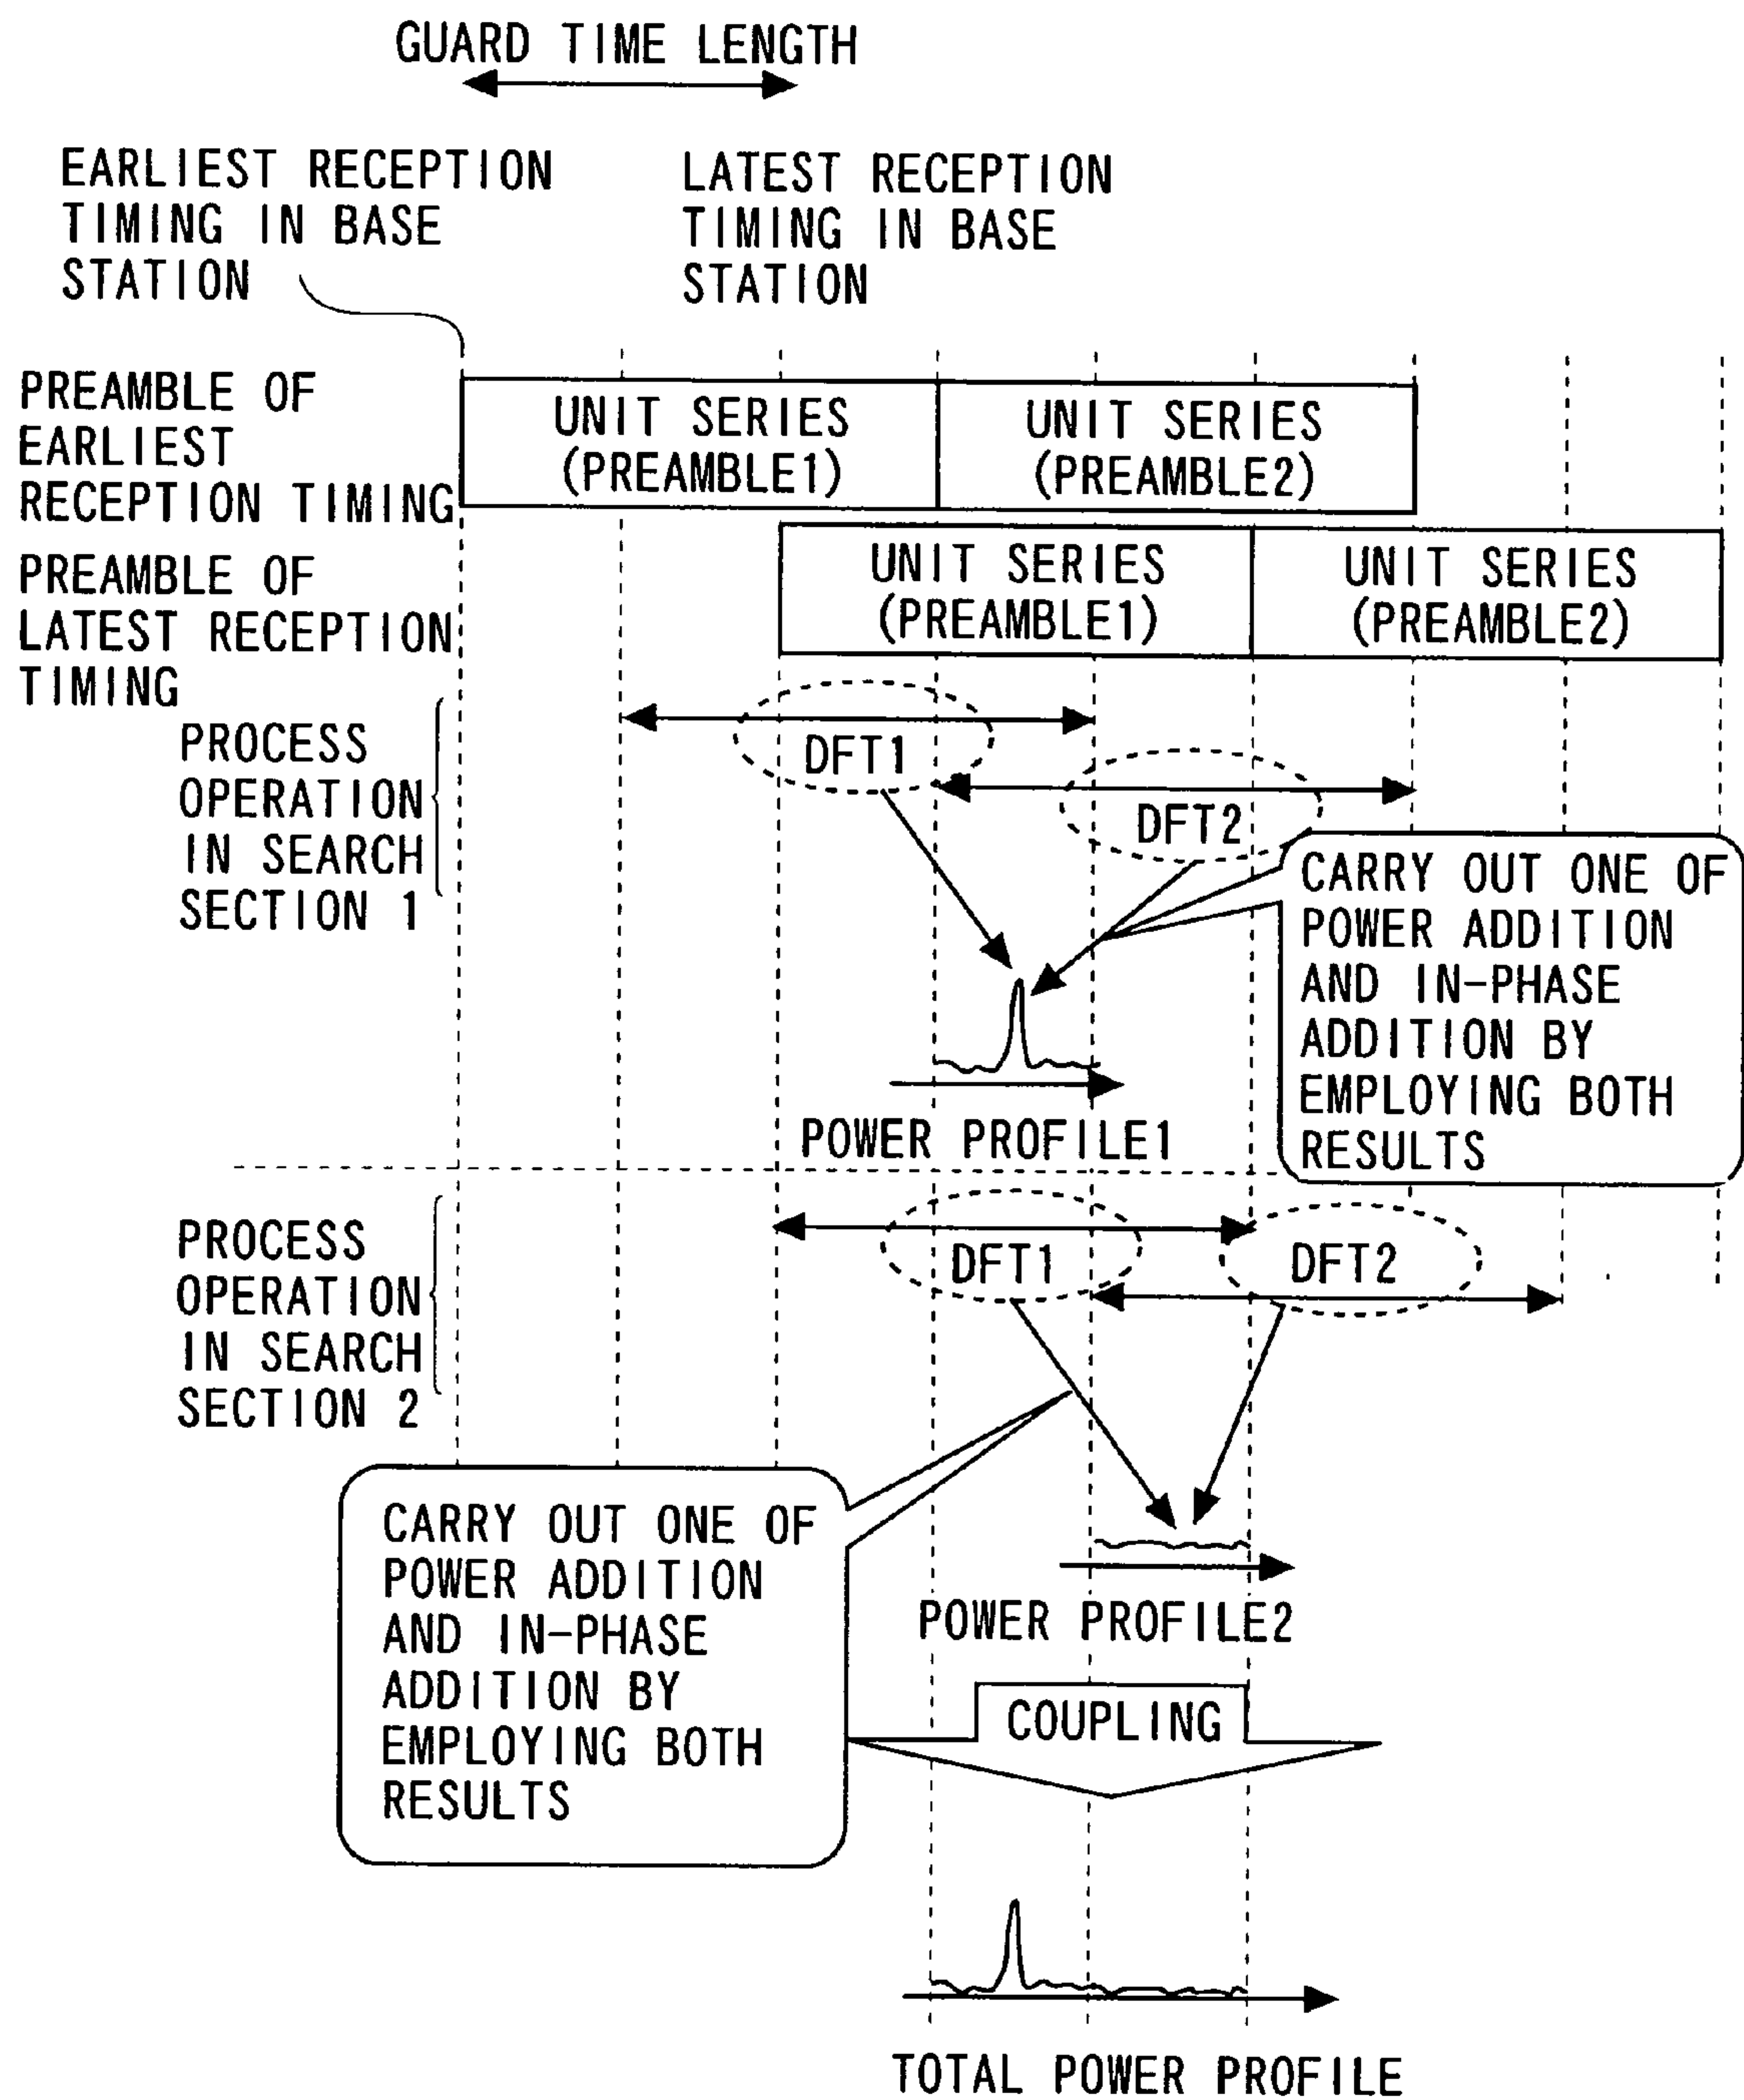 GUARD TIME LENGTH
EARLIEST RECEPTION
TIMING IN BASE
STATION
LATEST RECEPTION
TIMING IN BASE
STATION
PREAMBLE OF
EARLIEST
RECEPTION TIMING
UNIT SERIES
(PREAMBLE1)
UNIT SERIES
(PREAMBLE2)
PREAMBLE OF
LATEST RECEPTION
TIMING
UNIT SERIES
(PREAMBLE1)
UNIT SERIES
(PREAMBLE2)
PROCESS
OPERATION
IN SEARCH
SECTION 1
DFT1
DFT2
CARRY OUT ONE OF
POWER ADDITION
AND IN-PHASE
ADDITION BY
EMPLOYING BOTH
RESULTS
POWER PROFILE1
PROCESS
OPERATION
IN SEARCH
SECTION 2
DFT1
DFT2
CARRY OUT ONE OF
POWER ADDITION
AND IN-PHASE
ADDITION BY
EMPLOYING BOTH
RESULTS
POWER PROFILE2
COUPLING
TOTAL POWER PROFILE